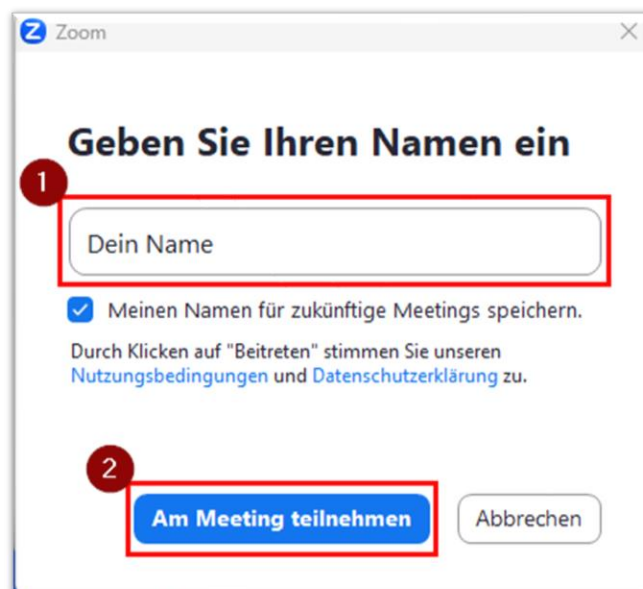 Zoom
Geben Sie Ihren Namen ein
1
Dein Name
Meinen Namen für zukünftige Meetings speichern.
Durch Klicken auf "Beitreten" stimmen Sie unseren
Nutzungsbedingungen und Datenschutzerklärung zu.
2
Am Meeting teilnehmen
Abbrechen